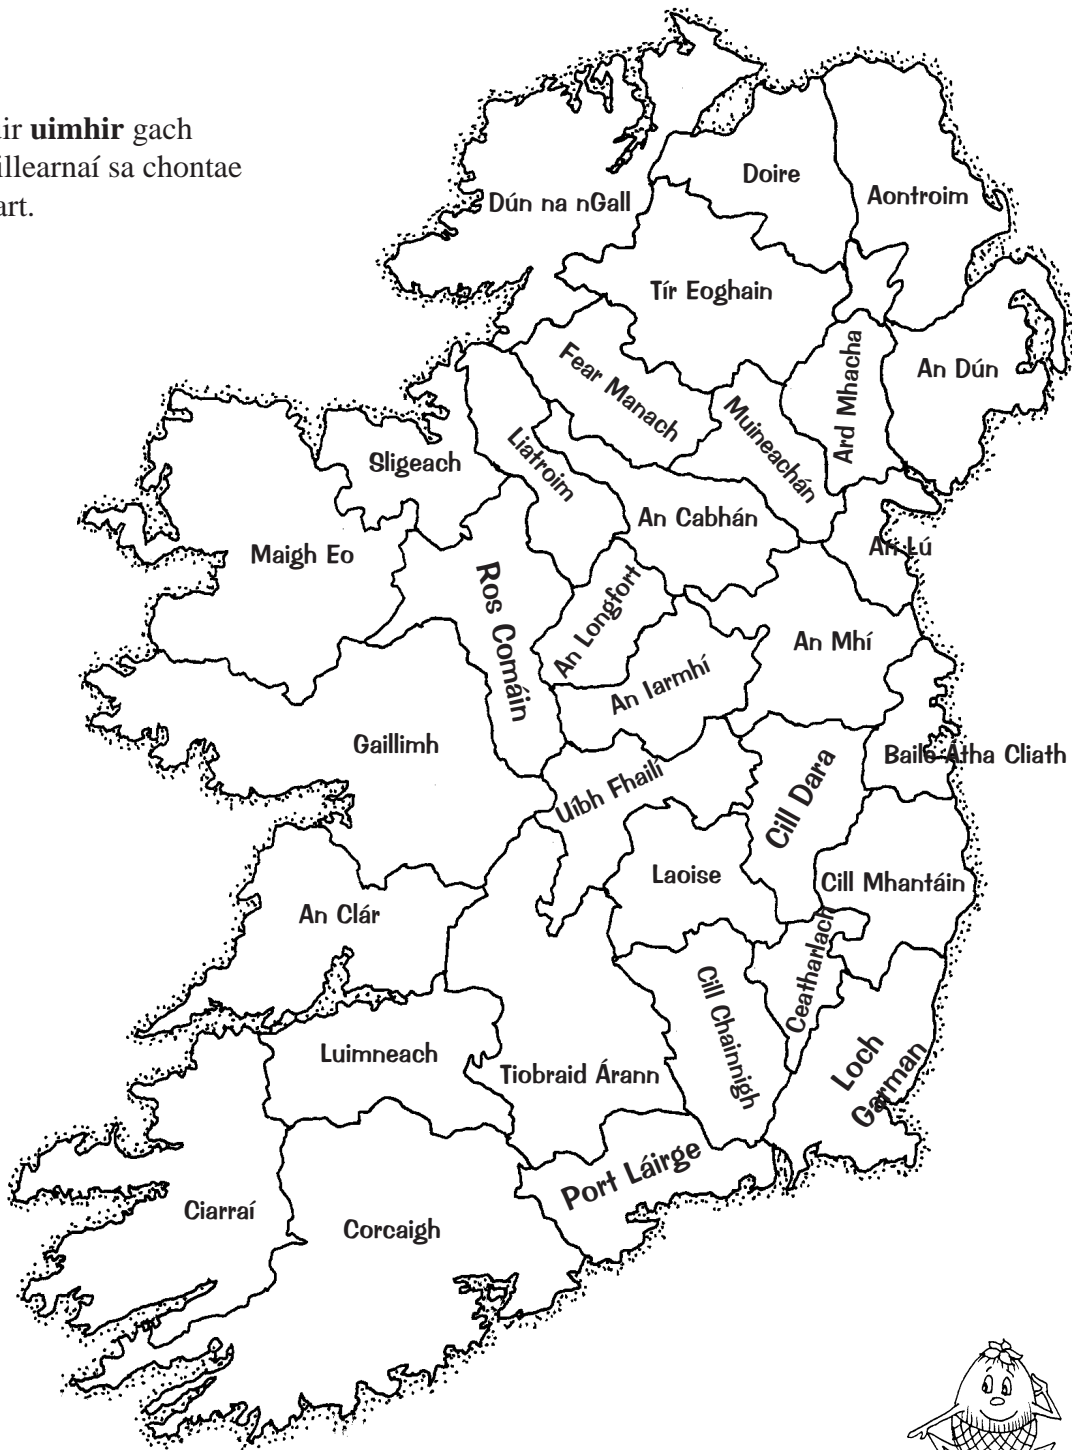 uimhir gach
sa chontae
Doire
Aontroim
Dún na nGall
Tír Eoghain
Fear Manach
Muineachán
Ard Mhacha
An Dún
Sligeach
Liatroim
An Cabhán
Maigh Eo
An Lú
Ros Comáin
An Longfort
An Mhí
An Iarmhí
Gaillimh
Baile Átha Cliath
Uíbh Fhailí
Cill Dara
Laoise
Cill Mhantáin
An Clár
Ceatharlach
Cill Chainnigh
Luimneach
Tiobraid Árann
Loch
Garman
Port Láirge
Ciarraí
Corcaigh